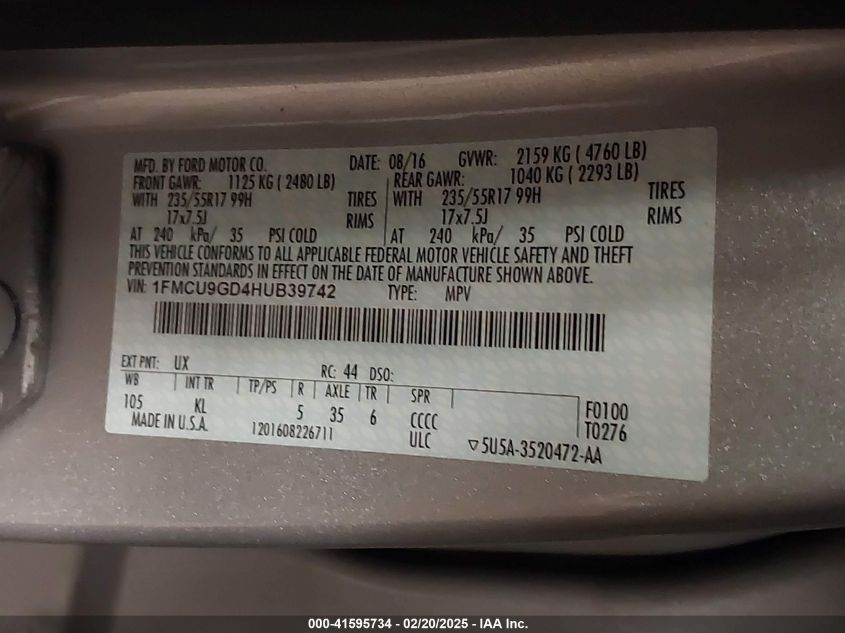 MFD. BY FORD MOTOR CO. DATE: 08/16 GVWR: 2159 KG ( 4760 LB)
FRONT GAWR: 1125 KG ( 2480 LB) REAR GAWR: 1040 KG ( 2293 LB)
WITH 235/55R17 99H TIRES WITH 235/55R17 99H TIRES
17x7.5J RIMS 17x7.5J RIMS
AT 240 kPa/ 35 PSI COLD AT 240 kPa/ 35 PSI COLD
THIS VEHICLE CONFORMS TO ALL APPLICABLE FEDERAL MOTOR VEHICLE SAFETY AND THEFT
PREVENTION STANDARDS IN EFFECT ON THE DATE OF MANUFACTURE SHOWN ABOVE.
VIN: 1FMCU9GD4HUB39742 TYPE: MPV
EXT PNT: UX RC: 44 DSO:
WB INT TR TP/PS R AXLE TR SPR
105 KL 5 35 6 CCCC F0100
MADE IN U.S.A. 1201608226711 ULC T0276
▽5U5A-3520472-AA
000-41595734 - 02/20/2025 - IAA Inc.